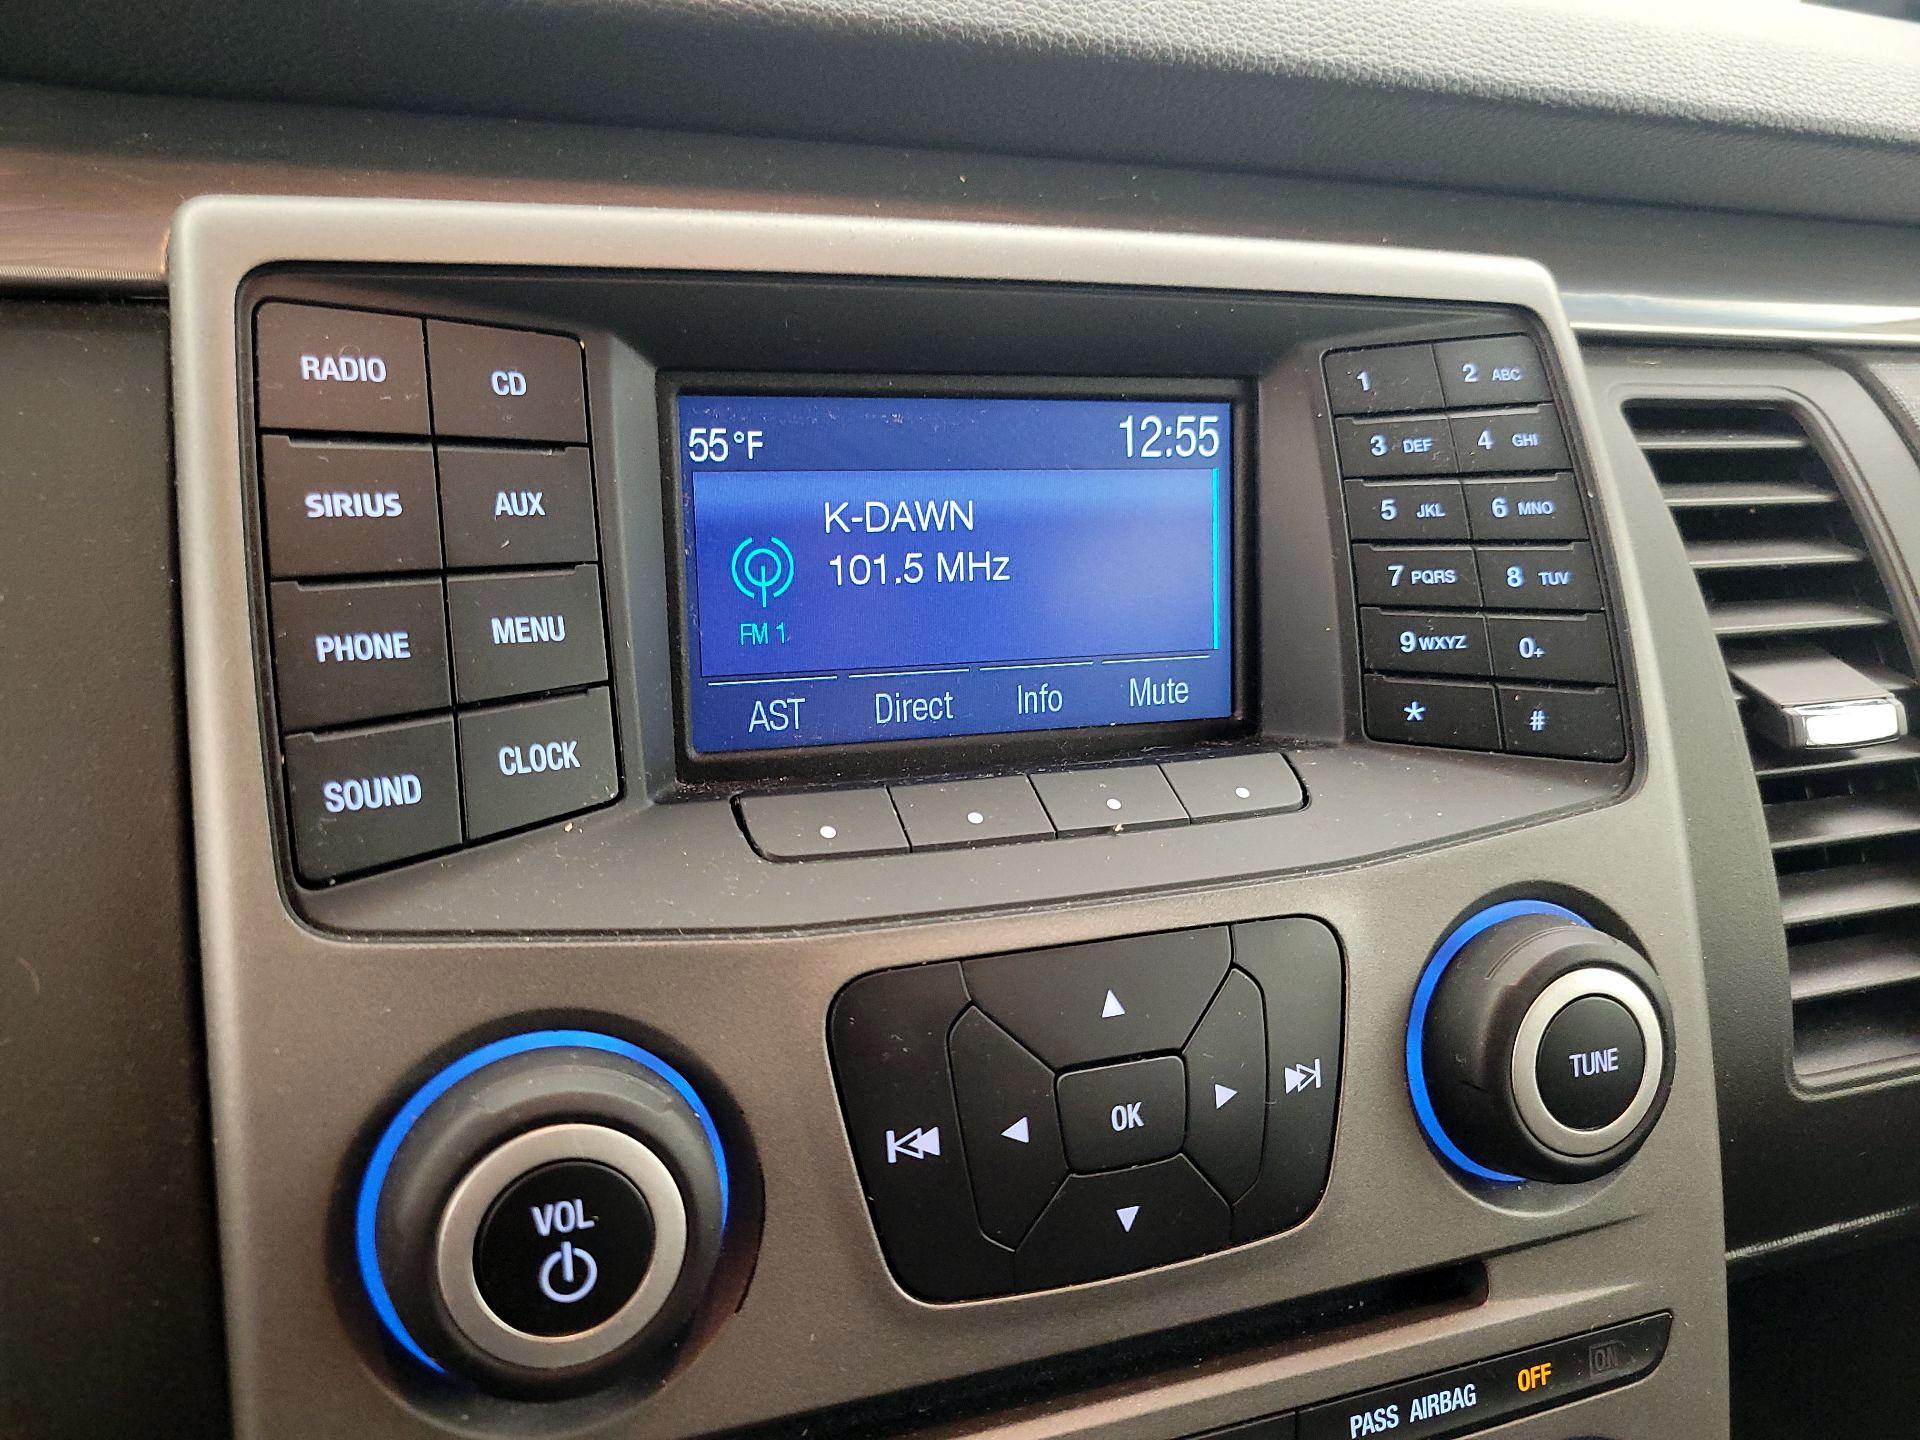 RADIO CD
SIRIUS AUX
PHONE MENU
SOUND CLOCK
55°F 12:55
K-DAWN
101.5 MHz
FM 1
AST Direct Info Mute
1 2 ABC
3 DEF 4 GHI
5 JKL 6 MNO
7 PQRS 8 TUV
9 WXYZ 0+
* #
VOL
OK
TUNE
PASS AIRBAG OFF ON